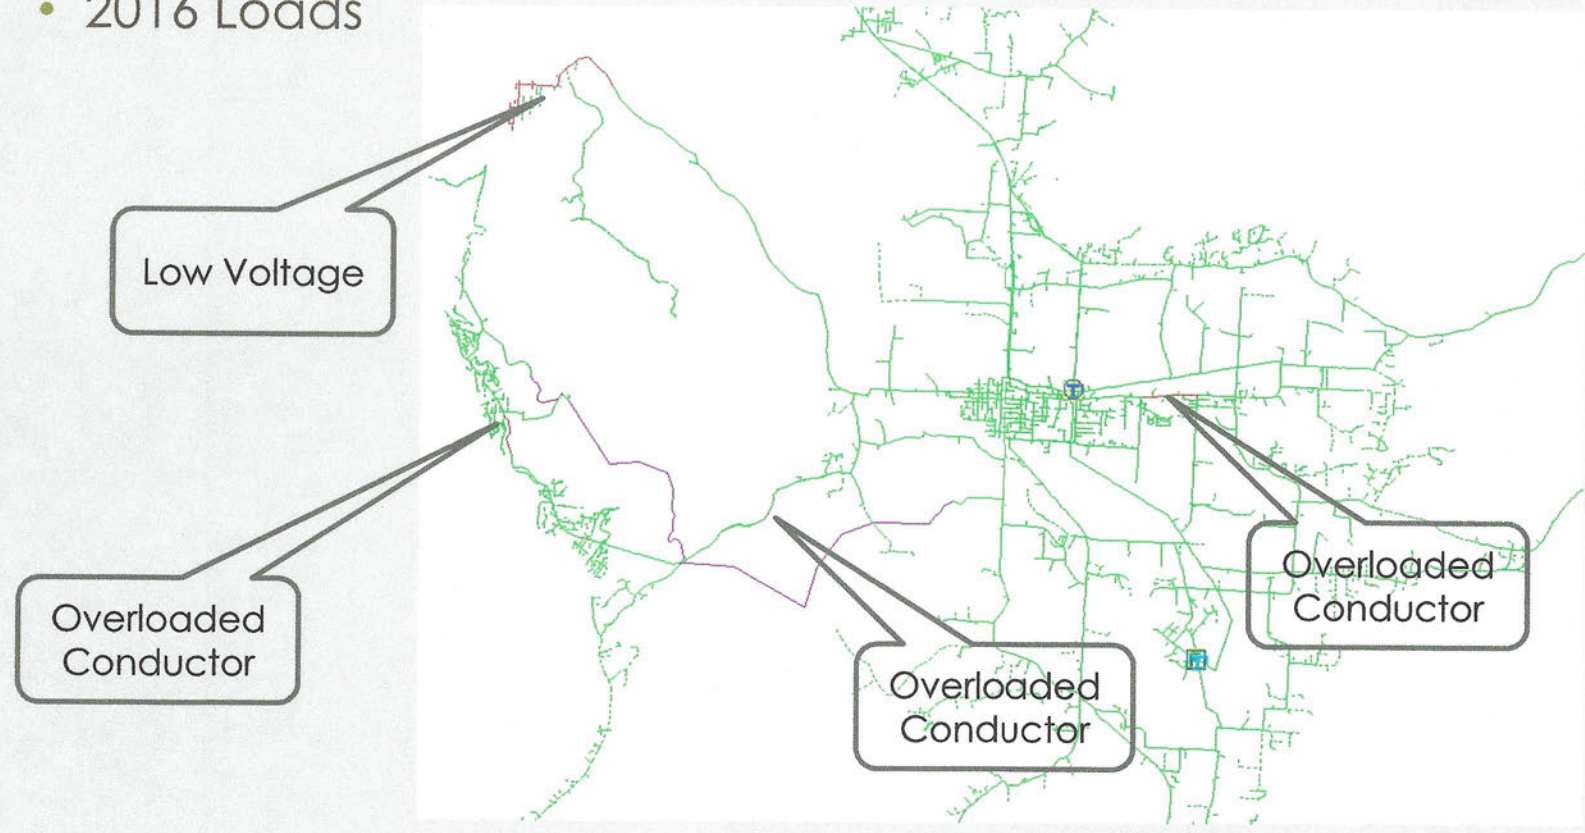 • 2016 Loads
Low Voltage
Overloaded
Conductor
Overloaded
Conductor
Overloaded
Conductor
T